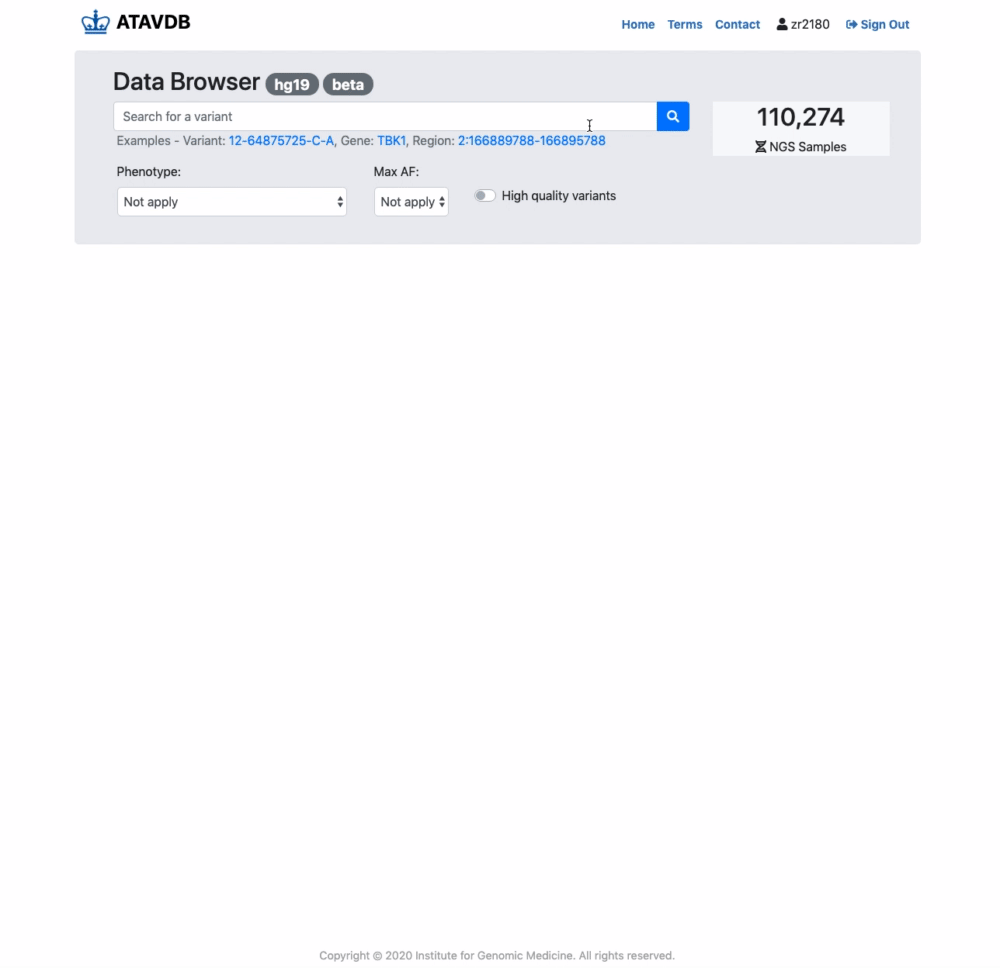 ATAVDB
Home Terms Contact zr2180 Sign Out
Data Browser hg19 beta
Search for a variant
110,274
NGS Samples
Examples - Variant: 12-64875725-C-A, Gene: TBK1, Region: 2:166889788-166895788
Phenotype: Max AF:
Not apply Not apply High quality variants
Copyright © 2020 Institute for Genomic Medicine. All rights reserved.